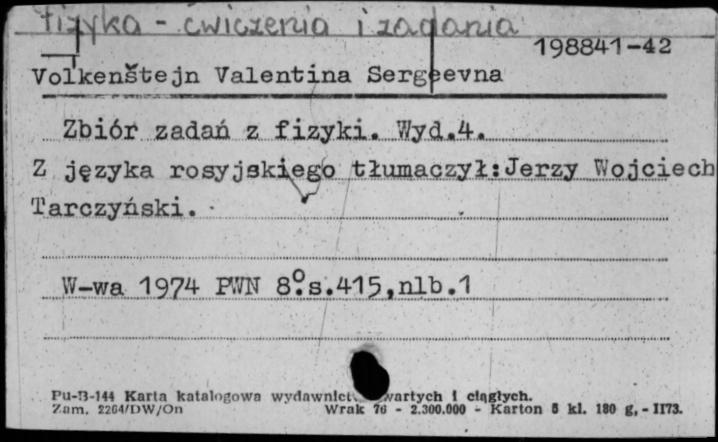 fizyka - ćwiczenia i zadania
198841-42
Volkenštejn Valentina Sergeevna
Zbiór zadań z fizyki. Wyd.4.
Z języka rosyjskiego tłumaczył:Jerzy Wojciech
Tarczyński.
W-wa 1974 PWN 8°.s.415,nlb.1
Pu-B-144 Karta katalogowa wydawnict wartych i ciągłych.
Zam. 2264/DW/On Wrak 76 - 2.300.000 - Karton 5 kl. 180 g, - II73.